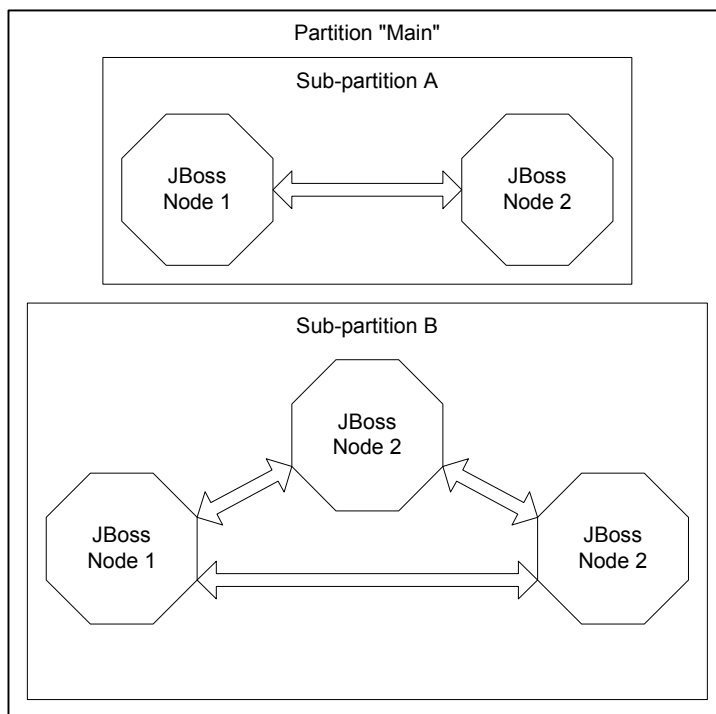 Partition "Main"
Sub-partition A
JBoss
Node 1
JBoss
Node 2
Sub-partition B
JBoss
Node 2
JBoss
Node 1
JBoss
Node 2